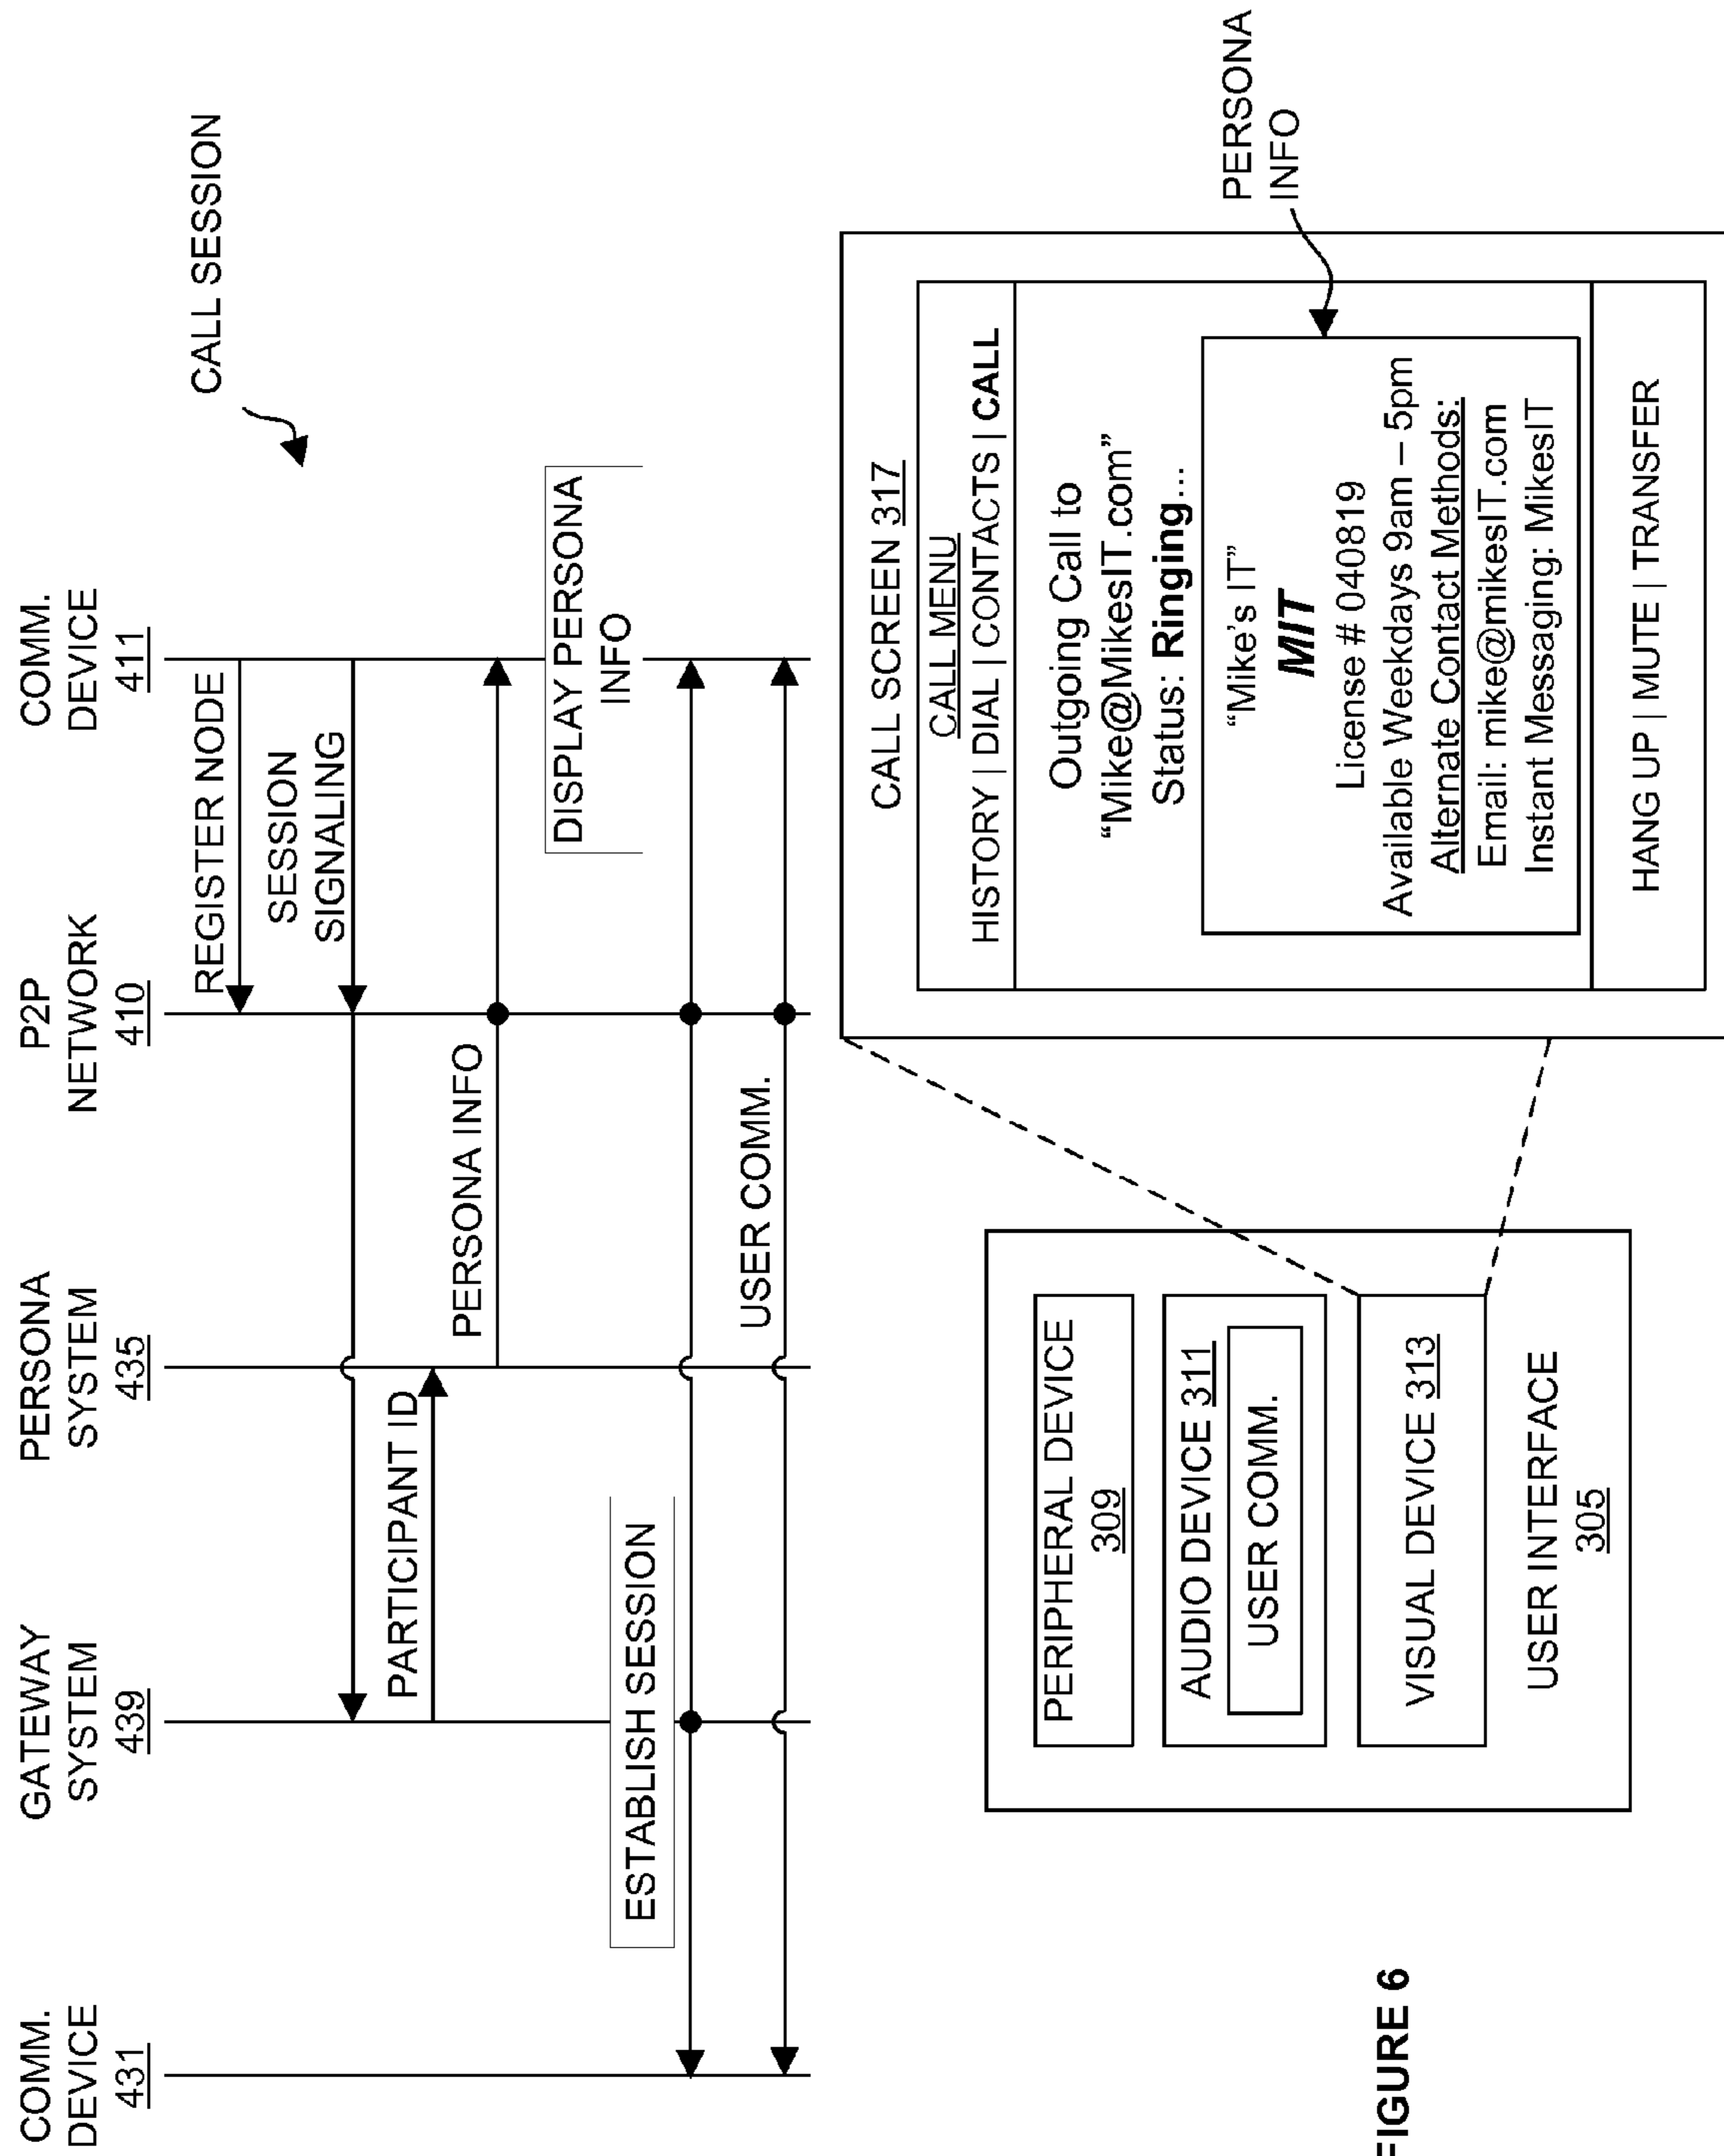 COMM.
DEVICE
431
GATEWAY
SYSTEM
439
PERSONA
SYSTEM
435
P2P
NETWORK
410
COMM.
DEVICE
411
CALL SESSION
REGISTER NODE
SESSION
SIGNALING
PARTICIPANT ID
PERSONA INFO
DISPLAY PERSONA
INFO
ESTABLISH SESSION
USER COMM.
PERIPHERAL DEVICE
309
AUDIO DEVICE 311
USER COMM.
VISUAL DEVICE 313
USER INTERFACE
305
CALL SCREEN 317
CALL MENU
HISTORY | DIAL | CONTACTS | CALL
Outgoing Call to
“Mike@MikesIT.com”
Status: Ringing...
“Mike’s IT”
MIT
License # 040819
Available Weekdays 9am – 5pm
Alternate Contact Methods:
Email: mike@mikesIT.com
Instant Messaging: MikesIT
HANG UP | MUTE | TRANSFER
PERSONA
INFO
FIGURE 6